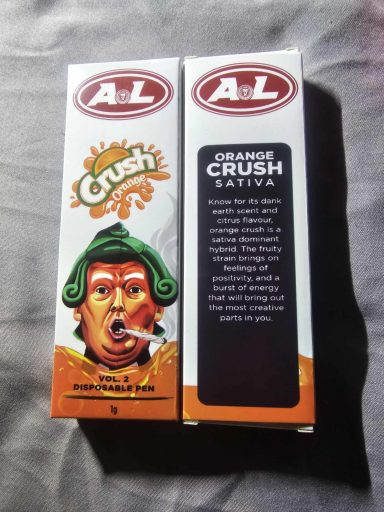 A&L
Crush
Orange
VOL. 2
DISPOSABLE PEN
1g
A&L
ORANGE
CRUSH
SATIVA
Know for its dank
earth scent and
citrus flavour,
orange crush is a
sativa dominant
hybrid. The fruity
strain brings on
feelings of
positivity, and a
burst of energy
that will bring out
the most creative
parts in you.